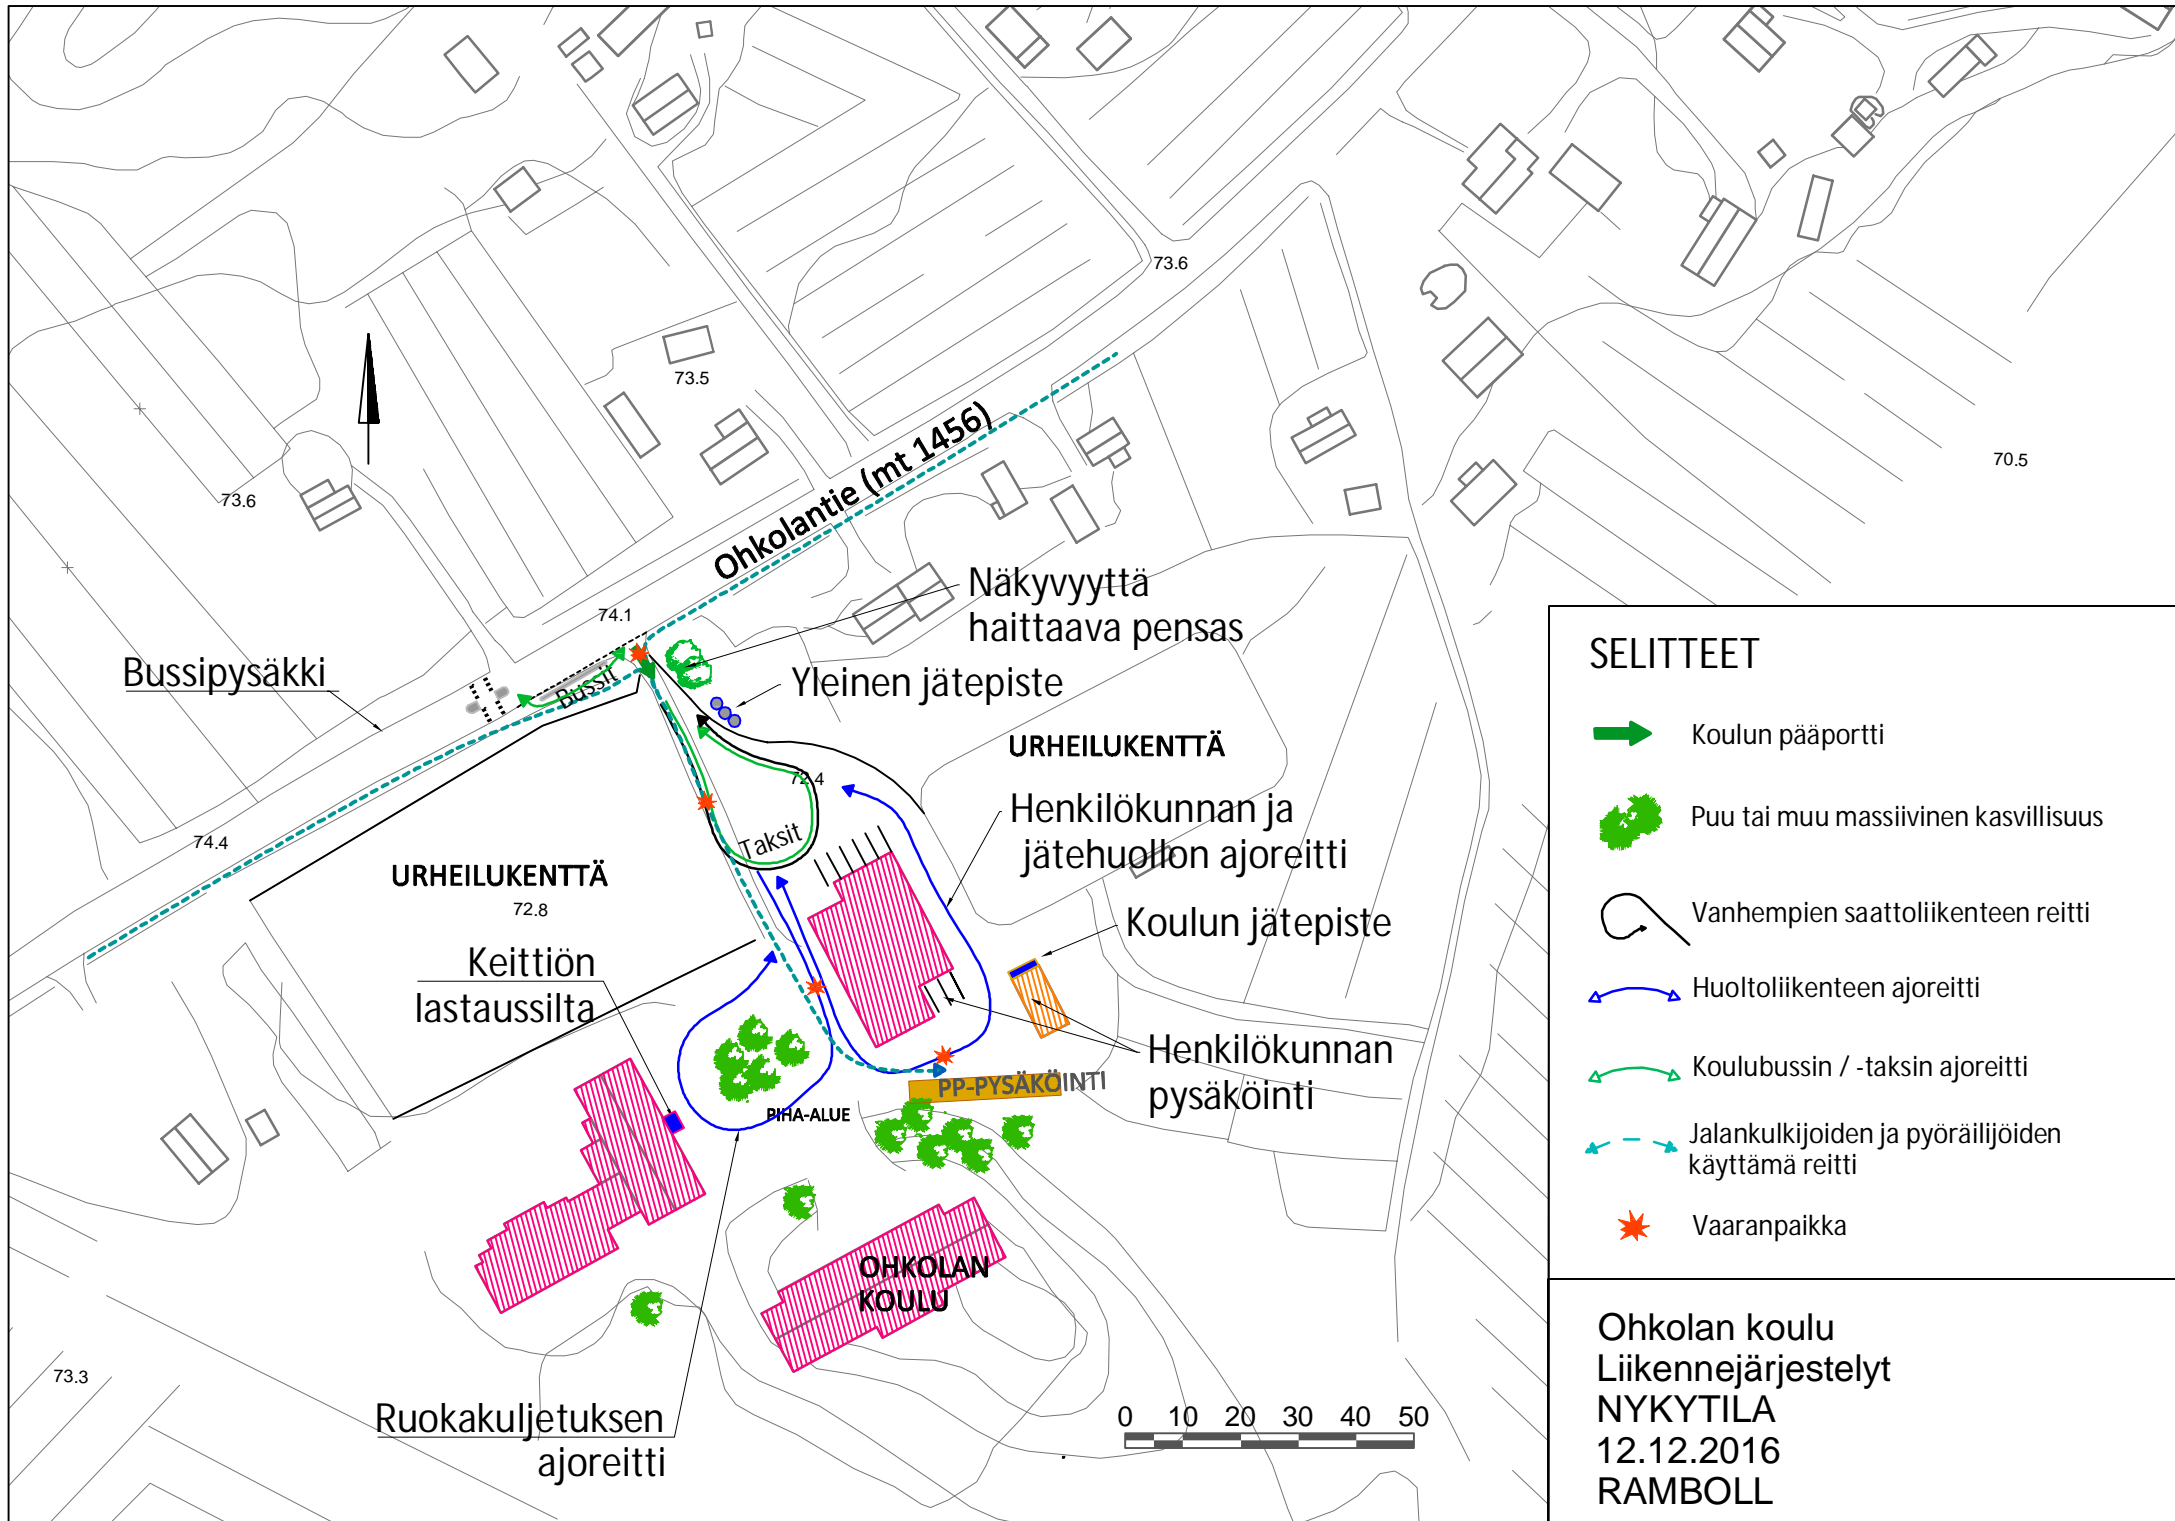 73.6
73.5
Ohkolantie (mt 1456)
70.5
73.6
Näkyvyyttä
haittaava pensas
74.1
Bussipysäkki
Bussit
Yleinen jätepiste
URHEILUKENTTÄ
72.4
Henkilökunnan ja
jätehuollon ajoreitti
Taksit
74.4
URHEILUKENTTÄ
72.8
Koulun jätepiste
Keittiön
lastaussilta
Henkilökunnan
pysäköinti
PP-PYSÄKÖINTI
PIHA-ALUE
OHKOLAN
KOULU
73.3
Ruokakuljetuksen
ajoreitti
0 10 20 30 40 50
SELITTEET
Koulun pääportti
Puu tai muu massiivinen kasvillisuus
Vanhempien saattoliikenteen reitti
Huoltoliikenteen ajoreitti
Koulubussin / -taksin ajoreitti
Jalankulkijoiden ja pyöräilijöiden
käyttämä reitti
Vaaranpaikka
Ohkolan koulu
Liikennejärjestelyt
NYKYTILA
12.12.2016
RAMBOLL